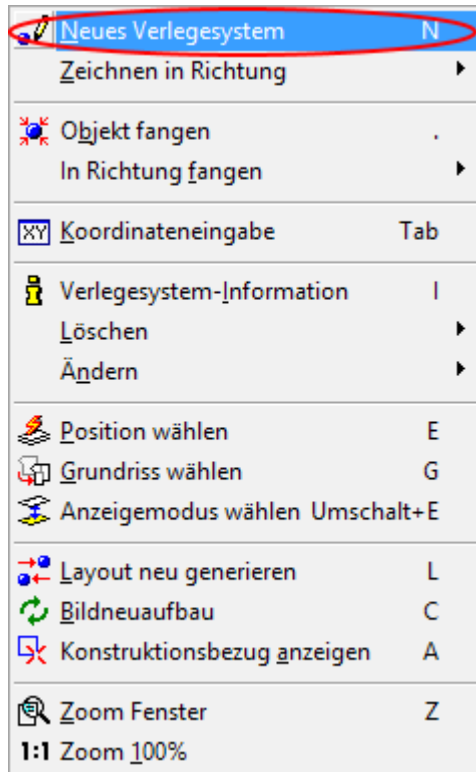 Neues Verlegesystem N
Zeichnen in Richtung
Objekt fangen .
In Richtung fangen
XY Koordinateneingabe Tab
Verlegesystem-Information I
Löschen
Ändern
Position wählen E
Grundriss wählen G
Anzeigemodus wählen Umschalt+E
Layout neu generieren L
Bildneuaufbau C
Konstruktionsbezug anzeigen A
Zoom Fenster Z
1:1 Zoom 100%